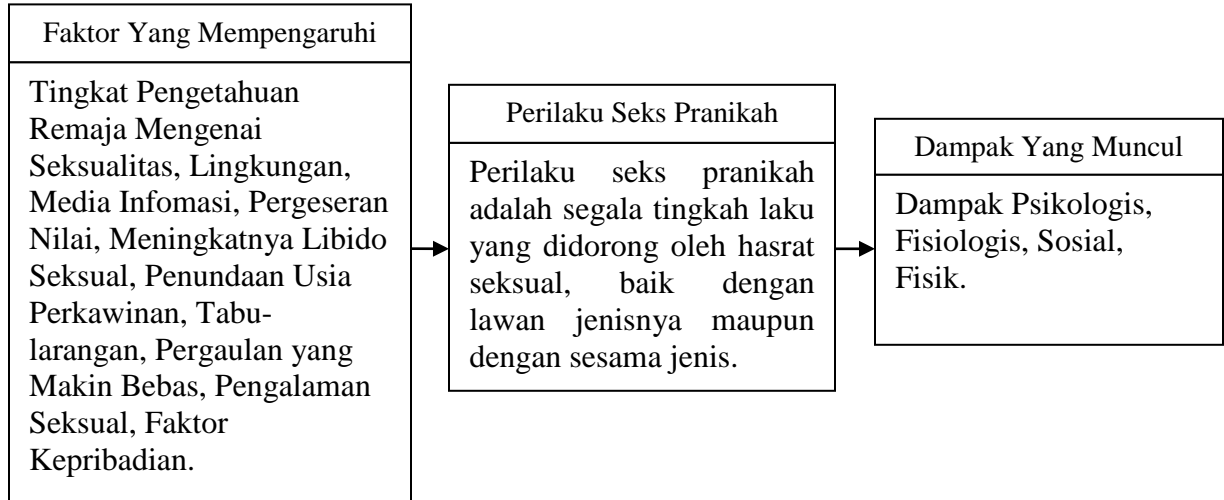 Faktor Yang Mempengaruhi
Tingkat Pengetahuan
Remaja Mengenai
Seksualitas, Lingkungan,
Media Infomasi, Pergeseran
Nilai, Meningkatnya Libido
Seksual, Penundaan Usia
Perkawinan, Tabu-
larangan, Pergaulan yang
Makin Bebas, Pengalaman
Seksual, Faktor
Kepribadian.
Perilaku Seks Pranikah
Perilaku seks pranikah
adalah segala tingkah laku
yang didorong oleh hasrat
seksual, baik dengan
lawan jenisnya maupun
dengan sesama jenis.
Dampak Yang Muncul
Dampak Psikologis,
Fisiologis, Sosial,
Fisik.